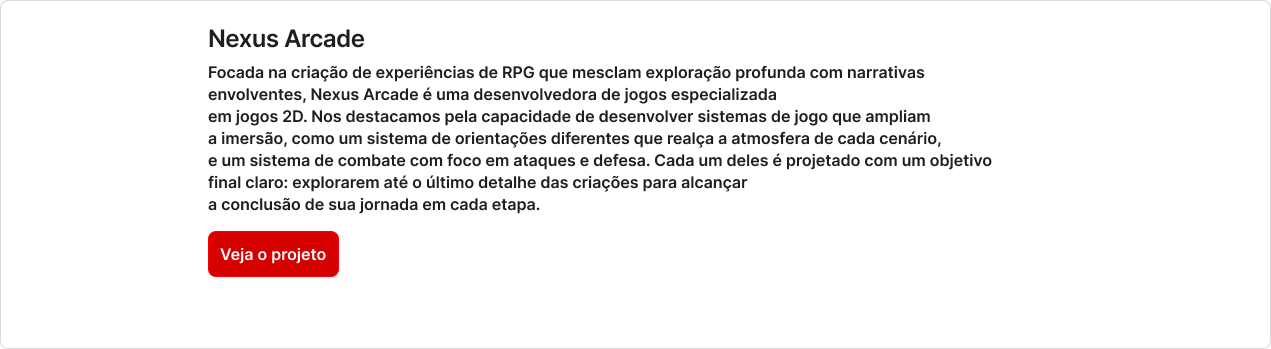 Nexus Arcade
Focada na criação de experiências de RPG que mesclam exploração profunda com narrativas
envolventes, Nexus Arcade é uma desenvolvedora de jogos especializada
em jogos 2D. Nos destacamos pela capacidade de desenvolver sistemas de jogo que ampliam
a imersão, como um sistema de orientações diferentes que realça a atmosfera de cada cenário,
e um sistema de combate com foco em ataques e defesa. Cada um deles é projetado com um objetivo
final claro: explorarem até o último detalhe das criações para alcançar
a conclusão de sua jornada em cada etapa.
Veja o projeto